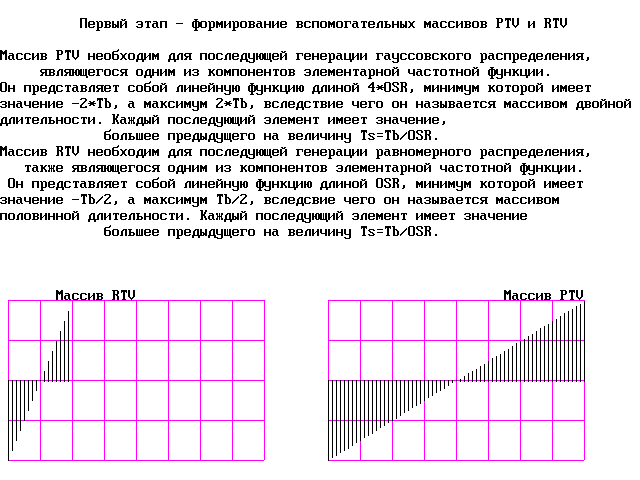 Первый этап - формирование вспомогательных массивов PTV и RTV
Массив PTV необходим для последующей генерации гауссовского распределения,
являющегося одним из компонентов элементарной частотной функции.
Он представляет собой линейную функцию длиной 4*OSR, минимум которой имеет
значение -2*Tb, а максимум 2*Tb, вследствие чего он называется массивом двойной
длительности. Каждый последующий элемент имеет значение,
большее предыдущего на величину Ts=Tb/OSR.
Массив RTV необходим для последующей генерации равномерного распределения,
также являющегося одним из компонентов элементарной частотной функции.
Он представляет собой линейную функцию длиной OSR, минимум которой имеет
значение -Tb/2, а максимум Tb/2, вследсвие чего он называется массивом
половинной длительности. Каждый последующий элемент имеет значение
большее предыдущего на величину Ts=Tb/OSR.
Массив RTV
Массив PTV